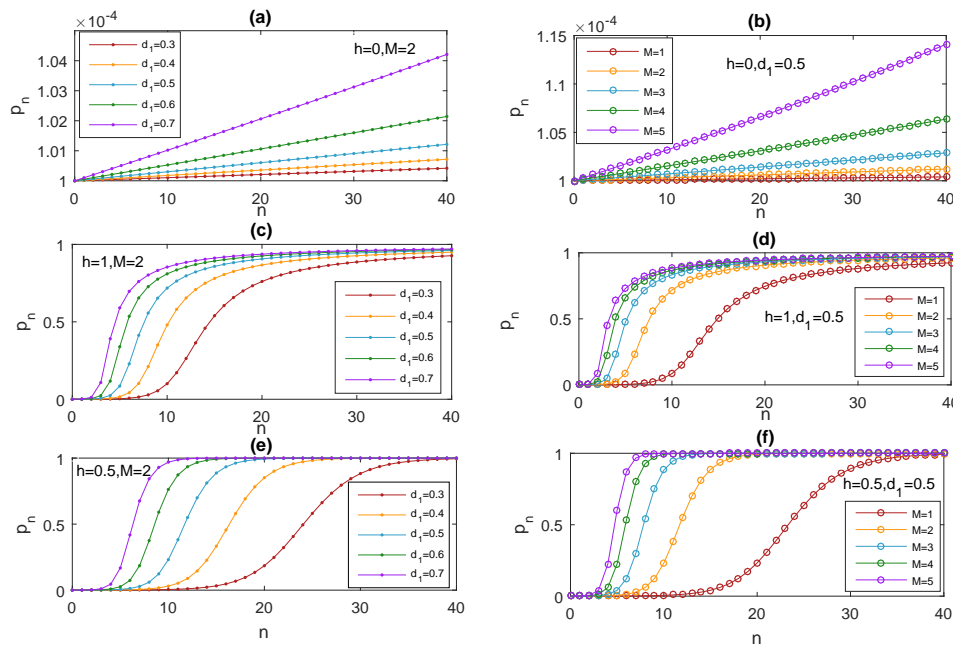 (a)
×10⁻⁴
1.04
1.03
1.02
1.01
1
pₙ
d₁=0.3
d₁=0.4
d₁=0.5
d₁=0.6
d₁=0.7
h=0,M=2
0 10 20 30 40
n
(b)
×10⁻⁴
1.15
1.1
1.05
1
pₙ
M=1
M=2
M=3
M=4
M=5
h=0,d₁=0.5
0 10 20 30 40
n
(c)
1
0.5
0
pₙ
h=1,M=2
d₁=0.3
d₁=0.4
d₁=0.5
d₁=0.6
d₁=0.7
0 10 20 30 40
n
(d)
1
0.5
0
pₙ
h=1,d₁=0.5
M=1
M=2
M=3
M=4
M=5
0 10 20 30 40
n
(e)
1
0.5
0
pₙ
h=0.5,M=2
d₁=0.3
d₁=0.4
d₁=0.5
d₁=0.6
d₁=0.7
0 10 20 30 40
n
(f)
1
0.5
0
pₙ
h=0.5,d₁=0.5
M=1
M=2
M=3
M=4
M=5
0 10 20 30 40
n